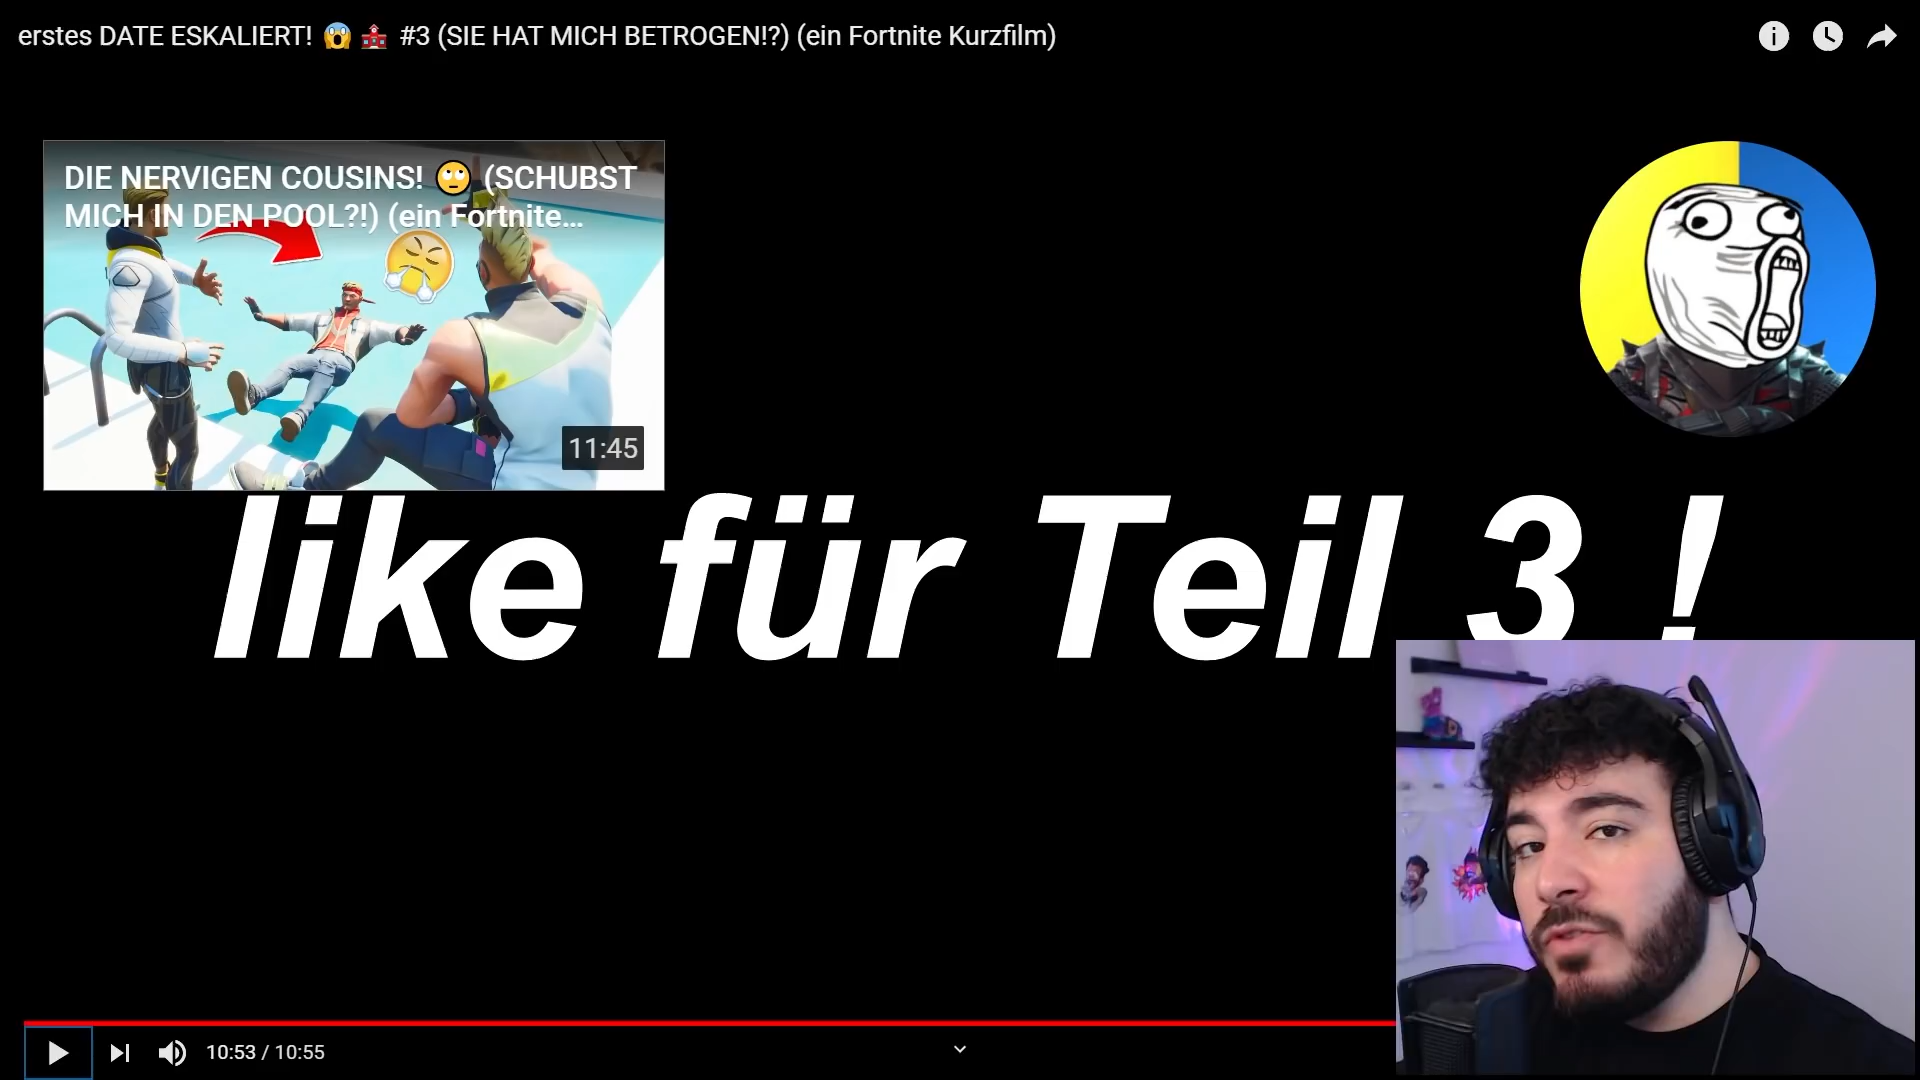 erstes DATE ESKALIERT! 😱 🏫 #3 (SIE HAT MICH BETROGEN!?) (ein Fortnite Kurzfilm)
DIE NERVIGEN COUSINS! 🙄 (SCHUBST
MICH IN DEN POOL?!) (ein Fortnite...
11:45
like für Teil 3 !
10:53 / 10:55